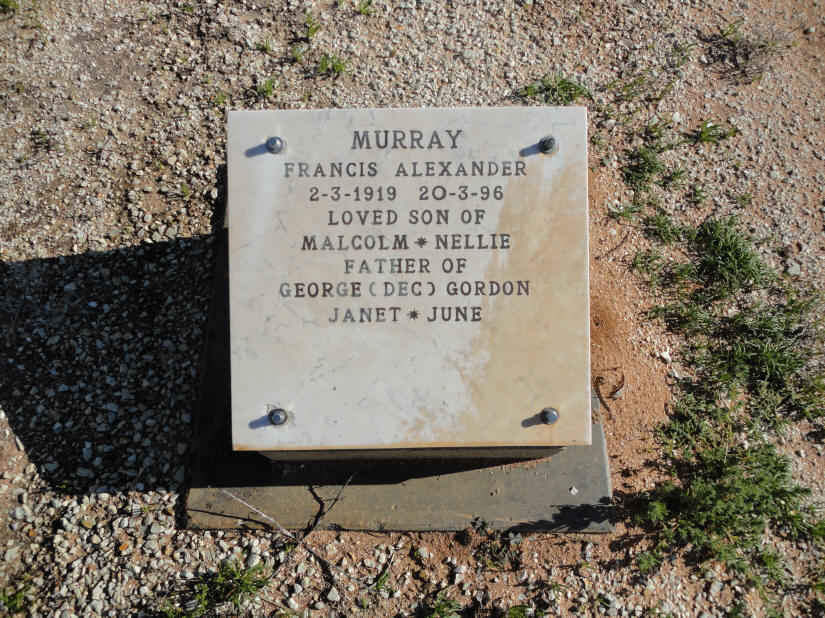 MURRAY
FRANCIS ALEXANDER
2-3-1919 20-3-96
LOVED SON OF
MALCOLM * NELLIE
FATHER OF
GEORGE (DEC) GORDON
JANET * JUNE